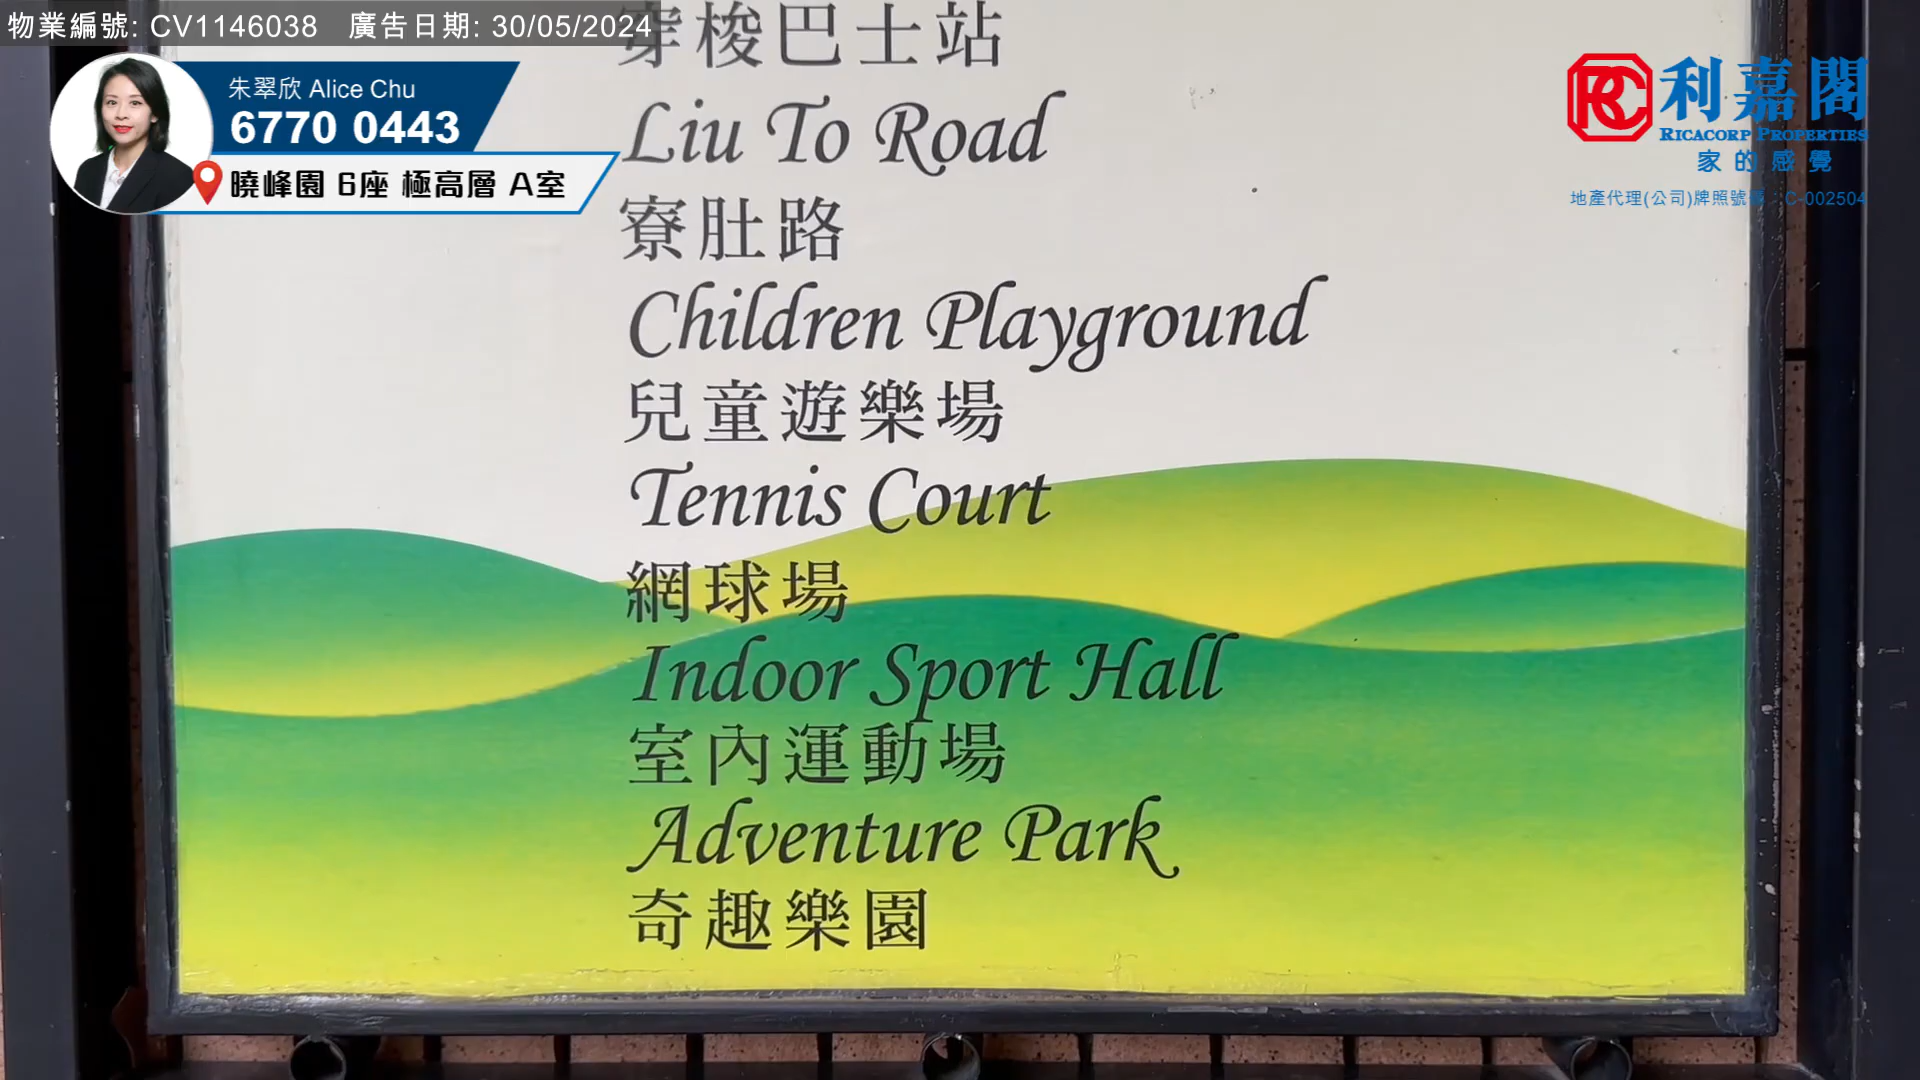 物業編號: CV1146038 廣告日期: 30/05/2024
朱翠欣 Alice Chu
6770 0443
曉峰園 6座 極高層 A室
RC 利嘉閣
RICACORP PROPERTIES
家的感覺
地產代理(公司)牌照號碼：C-002504
穿梭巴士站
Liu To Road
寮肚路
Children Playground
兒童遊樂場
Tennis Court
網球場
Indoor Sport Hall
室內運動場
Adventure Park
奇趣樂園